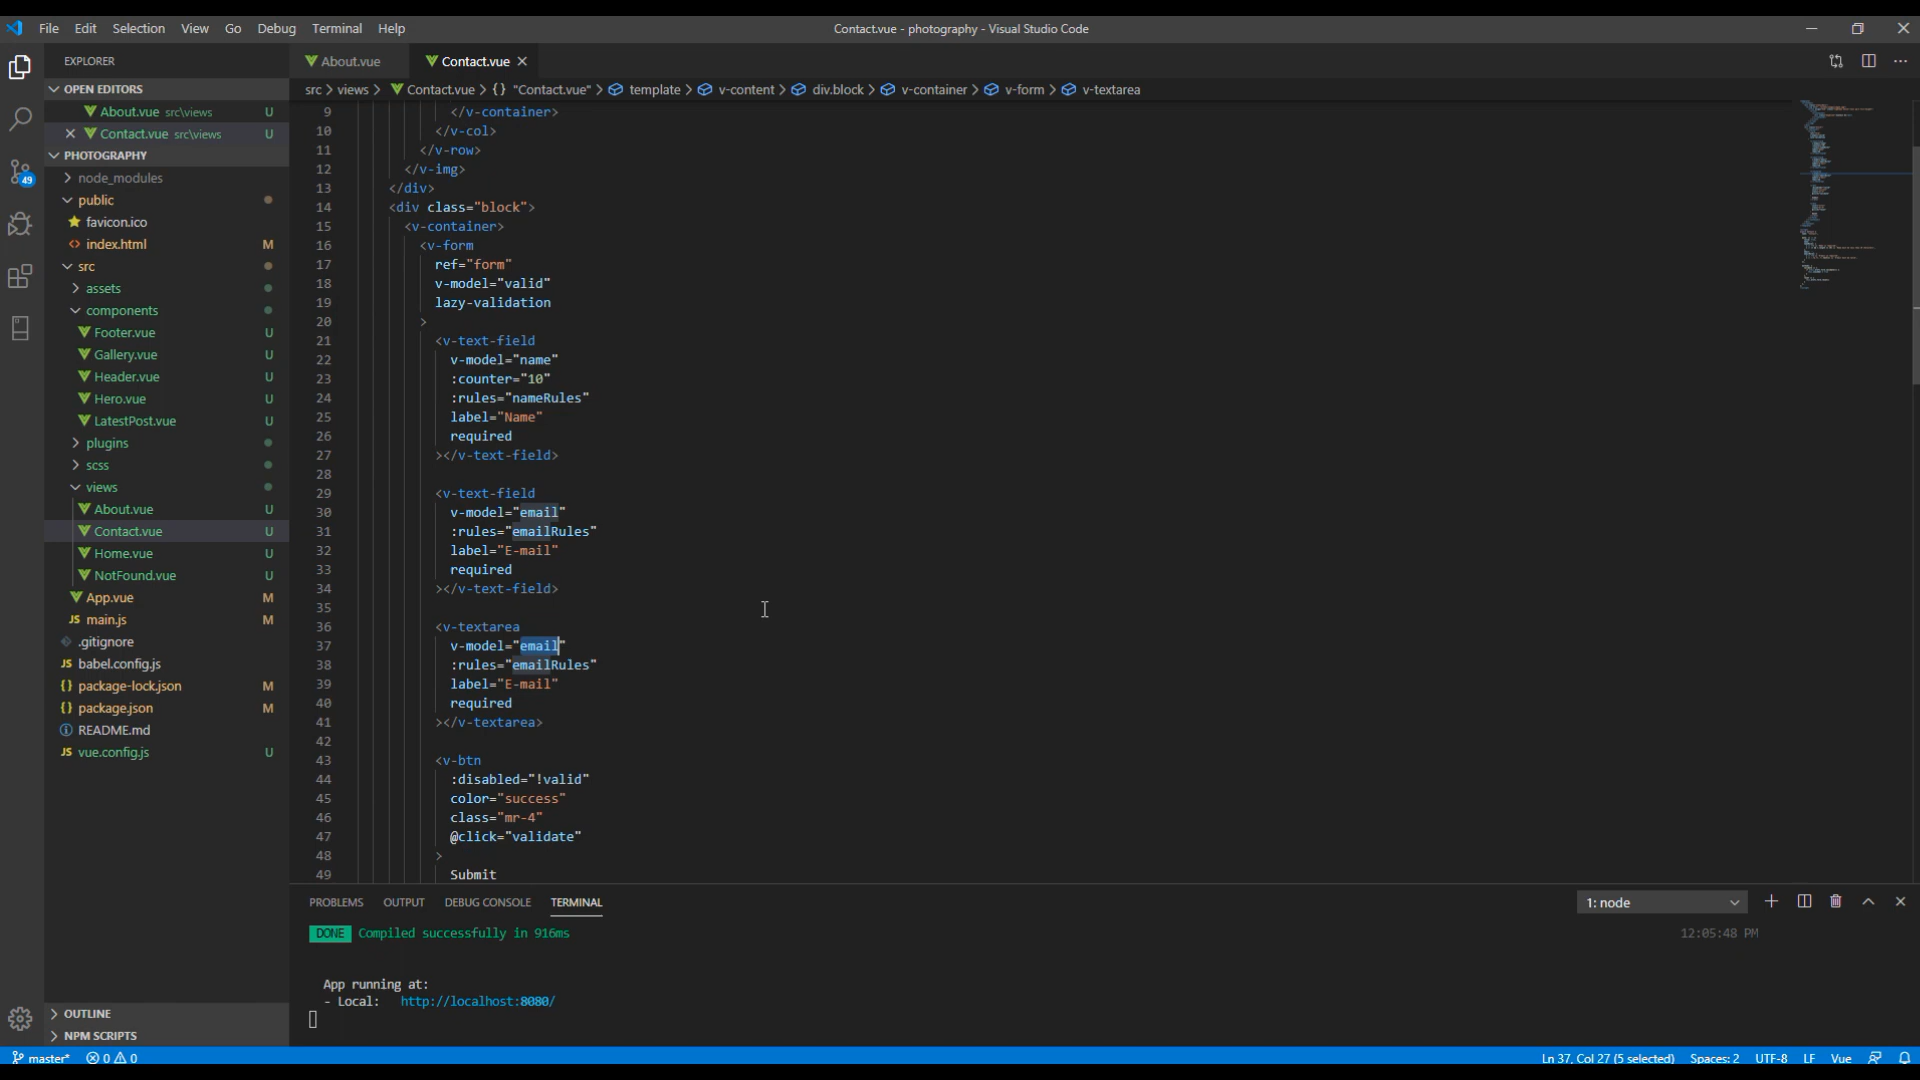 File Edit Selection View Go Debug Terminal Help
Contact.vue - photography - Visual Studio Code
EXPLORER
OPEN EDITORS
About.vue src\views U
Contact.vue src\views U
PHOTOGRAPHY
node_modules
public
favicon.ico
index.html M
src
assets
components
Footer.vue U
Gallery.vue U
Header.vue U
Hero.vue U
LatestPost.vue U
plugins
scss
views
About.vue U
Contact.vue U
Home.vue U
NotFound.vue U
App.vue M
JS main.js M
.gitignore
JS babel.config.js
{} package-lock.json M
{} package.json M
README.md
JS vue.config.js U
OUTLINE
NPM SCRIPTS
49
About.vue
Contact.vue
src > views > Contact.vue > {} "Contact.vue" > template > v-content > div.block > v-container > v-form > v-textarea
9 </v-container>
10 </v-col>
11 </v-row>
12 </v-img>
13 </div>
14 <div class="block">
15 <v-container>
16 <v-form
17 ref="form"
18 v-model="valid"
19 lazy-validation
20 >
21 <v-text-field
22 v-model="name"
23 :counter="10"
24 :rules="nameRules"
25 label="Name"
26 required
27 ></v-text-field>
28
29 <v-text-field
30 v-model="email"
31 :rules="emailRules"
32 label="E-mail"
33 required
34 ></v-text-field>
35
36 <v-textarea
37 v-model="email"
38 :rules="emailRules"
39 label="E-mail"
40 required
41 ></v-textarea>
42
43 <v-btn
44 :disabled="!valid"
45 color="success"
46 class="mr-4"
47 @click="validate"
48 >
49 Submit
PROBLEMS OUTPUT DEBUG CONSOLE TERMINAL
1: node
DONE Compiled successfully in 916ms 12:05:48 PM
App running at:
- Local: http://localhost:8080/
master* 0 0
Ln 37, Col 27 (5 selected) Spaces: 2 UTF-8 LF Vue